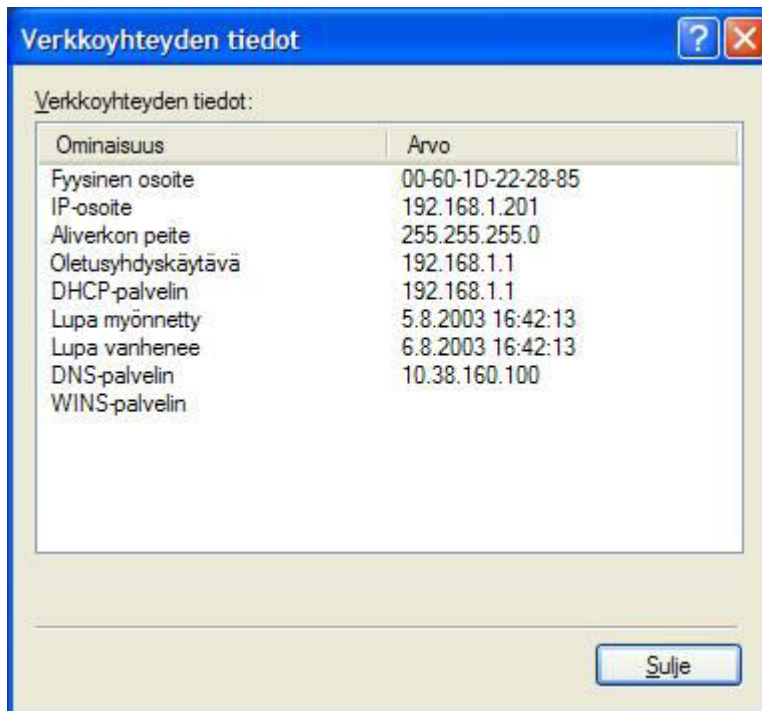 Verkkoyhteyden tiedot
Verkkoyhteyden tiedot:
Ominaisuus Arvo
Fyysinen osoite 00-60-1D-22-28-85
IP-osoite 192.168.1.201
Aliverkon peite 255.255.255.0
Oletusyhdyskäytävä 192.168.1.1
DHCP-palvelin 192.168.1.1
Lupa myönnetty 5.8.2003 16:42:13
Lupa vanhenee 6.8.2003 16:42:13
DNS-palvelin 10.38.160.100
WINS-palvelin
Sulje